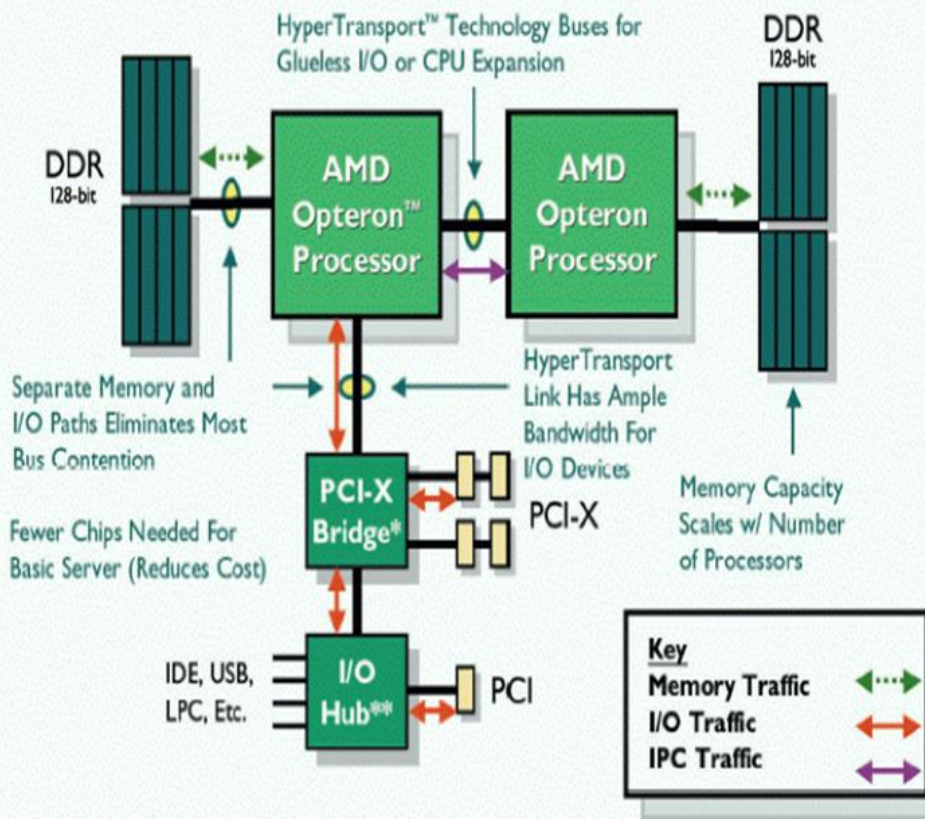 HyperTransport™ Technology Buses for
Glueless I/O or CPU Expansion
DDR
128-bit
DDR
128-bit
AMD
Opteron™
Processor
AMD
Opteron
Processor
Separate Memory and
I/O Paths Eliminates Most
Bus Contention
HyperTransport
Link Has Ample
Bandwidth For
I/O Devices
Fewer Chips Needed For
Basic Server (Reduces Cost)
PCI-X
Bridge*
PCI-X
Memory Capacity
Scales w/ Number
of Processors
IDE, USB,
LPC, Etc.
I/O
Hub**
PCI
Key
Memory Traffic
I/O Traffic
IPC Traffic